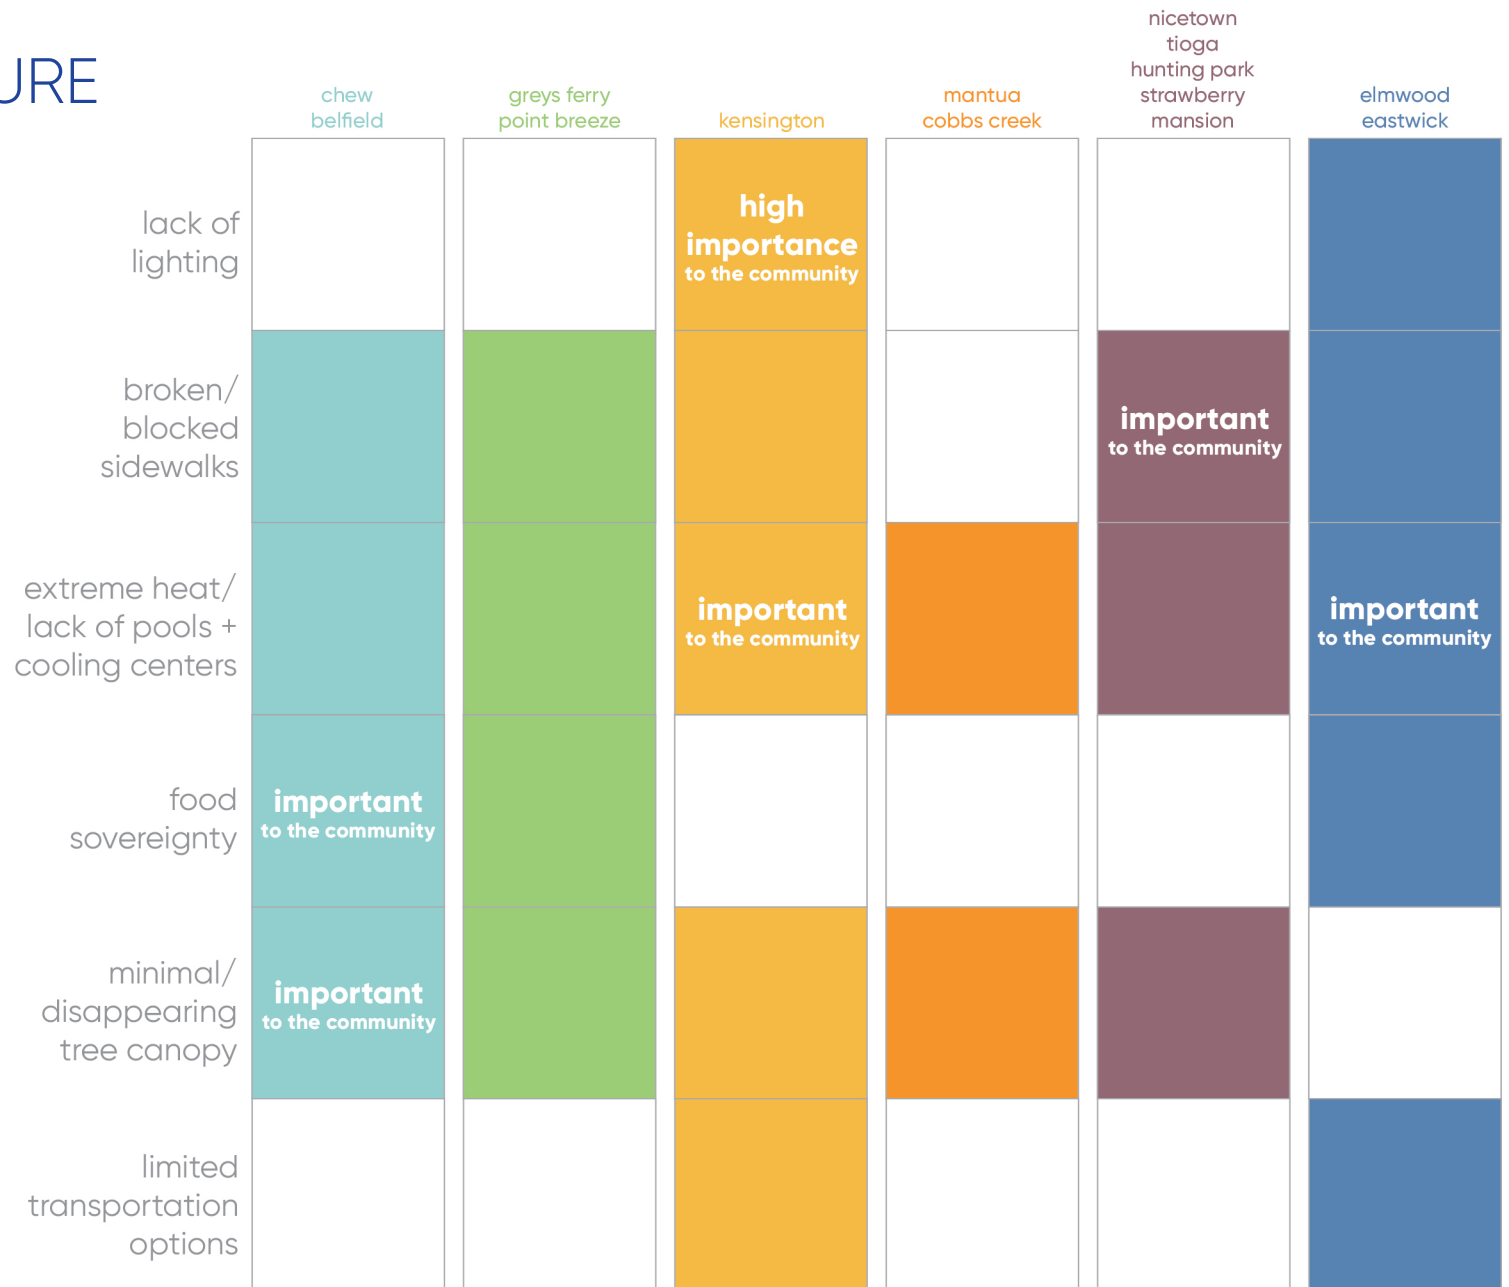 URE
chew
belfield
greys ferry
point breeze
kensington
mantua
cobbs creek
nicetown
tioga
hunting park
strawberry
mansion
elmwood
eastwick
lack of
lighting
high
importance
to the community
broken/
blocked
sidewalks
important
to the community
extreme heat/
lack of pools +
cooling centers
important
to the community
important
to the community
food
sovereignty
important
to the community
minimal/
disappearing
tree canopy
important
to the community
limited
transportation
options